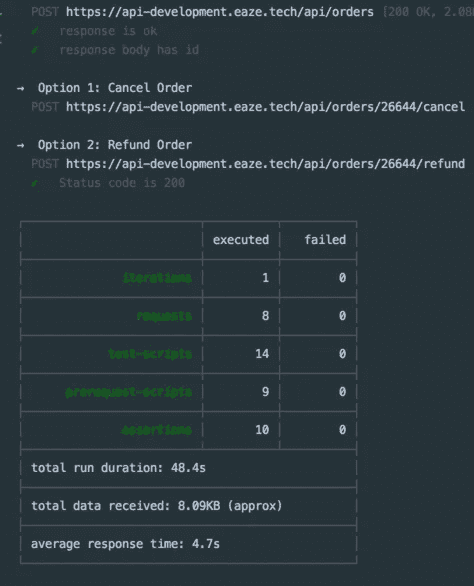 POST https://api-development.eaze.tech/api/orders [200 OK, 2.08
✓ response is ok
✓ response body has id
→ Option 1: Cancel Order
POST https://api-development.eaze.tech/api/orders/26644/cancel
→ Option 2: Refund Order
POST https://api-development.eaze.tech/api/orders/26644/refund
✓ Status code is 200
executed failed
iterations 1 0
requests 8 0
test-scripts 14 0
prerequest-scripts 9 0
assertions 10 0
total run duration: 48.4s
total data received: 8.09KB (approx)
average response time: 4.7s